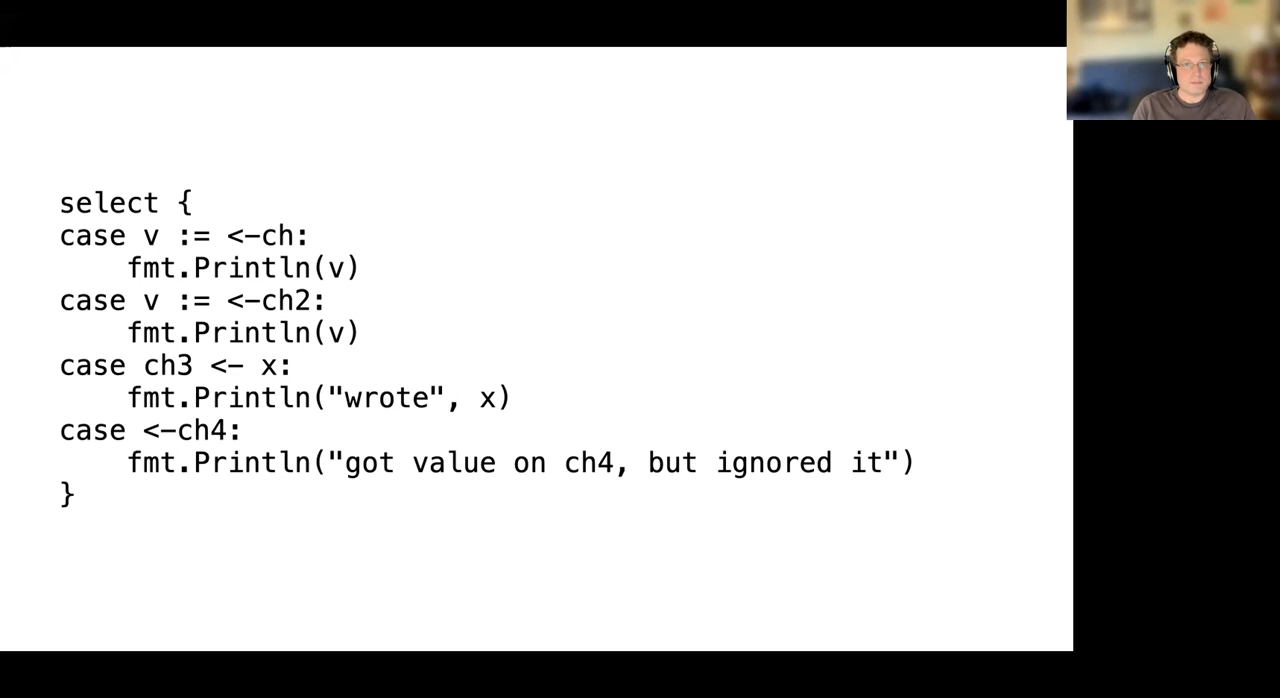 select {
case v := <-ch:
    fmt.Println(v)
case v := <-ch2:
    fmt.Println(v)
case ch3 <- x:
    fmt.Println("wrote", x)
case <-ch4:
    fmt.Println("got value on ch4, but ignored it")
}